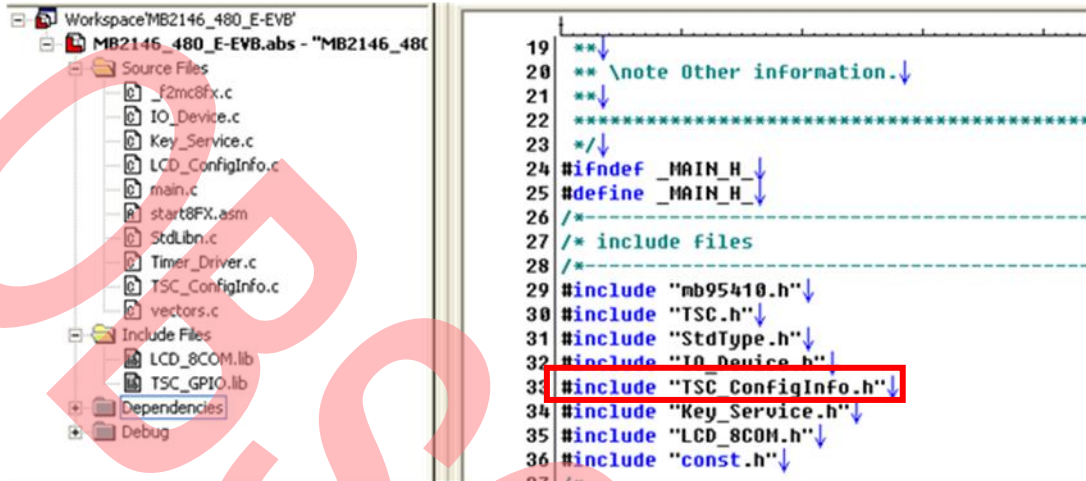 Workspace'MB2146_480_E-EVB'
MB2146_480_E-EVB.abs - "MB2146_480
Source Files
_f2mc8fx.c
IO_Device.c
Key_Service.c
LCD_ConfigInfo.c
main.c
start8FX.asm
StdLibn.c
Timer_Driver.c
TSC_ConfigInfo.c
vectors.c
Include Files
LCD_8COM.lib
TSC_GPIO.lib
Dependencies
Debug
19 **↓
20 ** \note Other information.↓
21 **↓
22 *******************************************
23 */↓
24 #ifndef _MAIN_H_↓
25 #define _MAIN_H_↓
26 /*-----------------------------------------
27 /* include files
28 /*-----------------------------------------
29 #include "mb95410.h"↓
30 #include "TSC.h"↓
31 #include "StdType.h"↓
32 #include "IO_Device.h"↓
33 #include "TSC_ConfigInfo.h"↓
34 #include "Key_Service.h"↓
35 #include "LCD_8COM.h"↓
36 #include "const.h"↓
37 /*